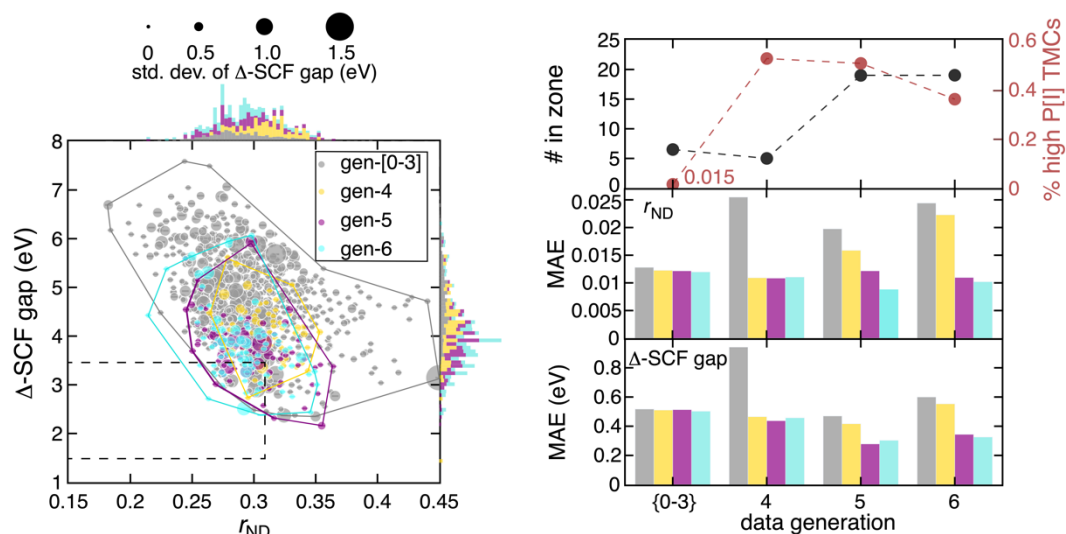 0 0.5 1.0 1.5
std. dev. of Δ-SCF gap (eV)
8
7
6
5
4
3
2
1
Δ-SCF gap (eV)
gen-[0-3]
gen-4
gen-5
gen-6
0.15 0.2 0.25 0.3 0.35 0.4 0.45
r_ND
25
20
15
10
5
0
# in zone
0.015
0.6
0.4
0.2
0
% high P[I] TMCs
r_ND
0.025
0.02
0.015
0.01
0.005
0
MAE
Δ-SCF gap
0.8
0.6
0.4
0.2
0
MAE (eV)
{0-3} 4 5 6
data generation